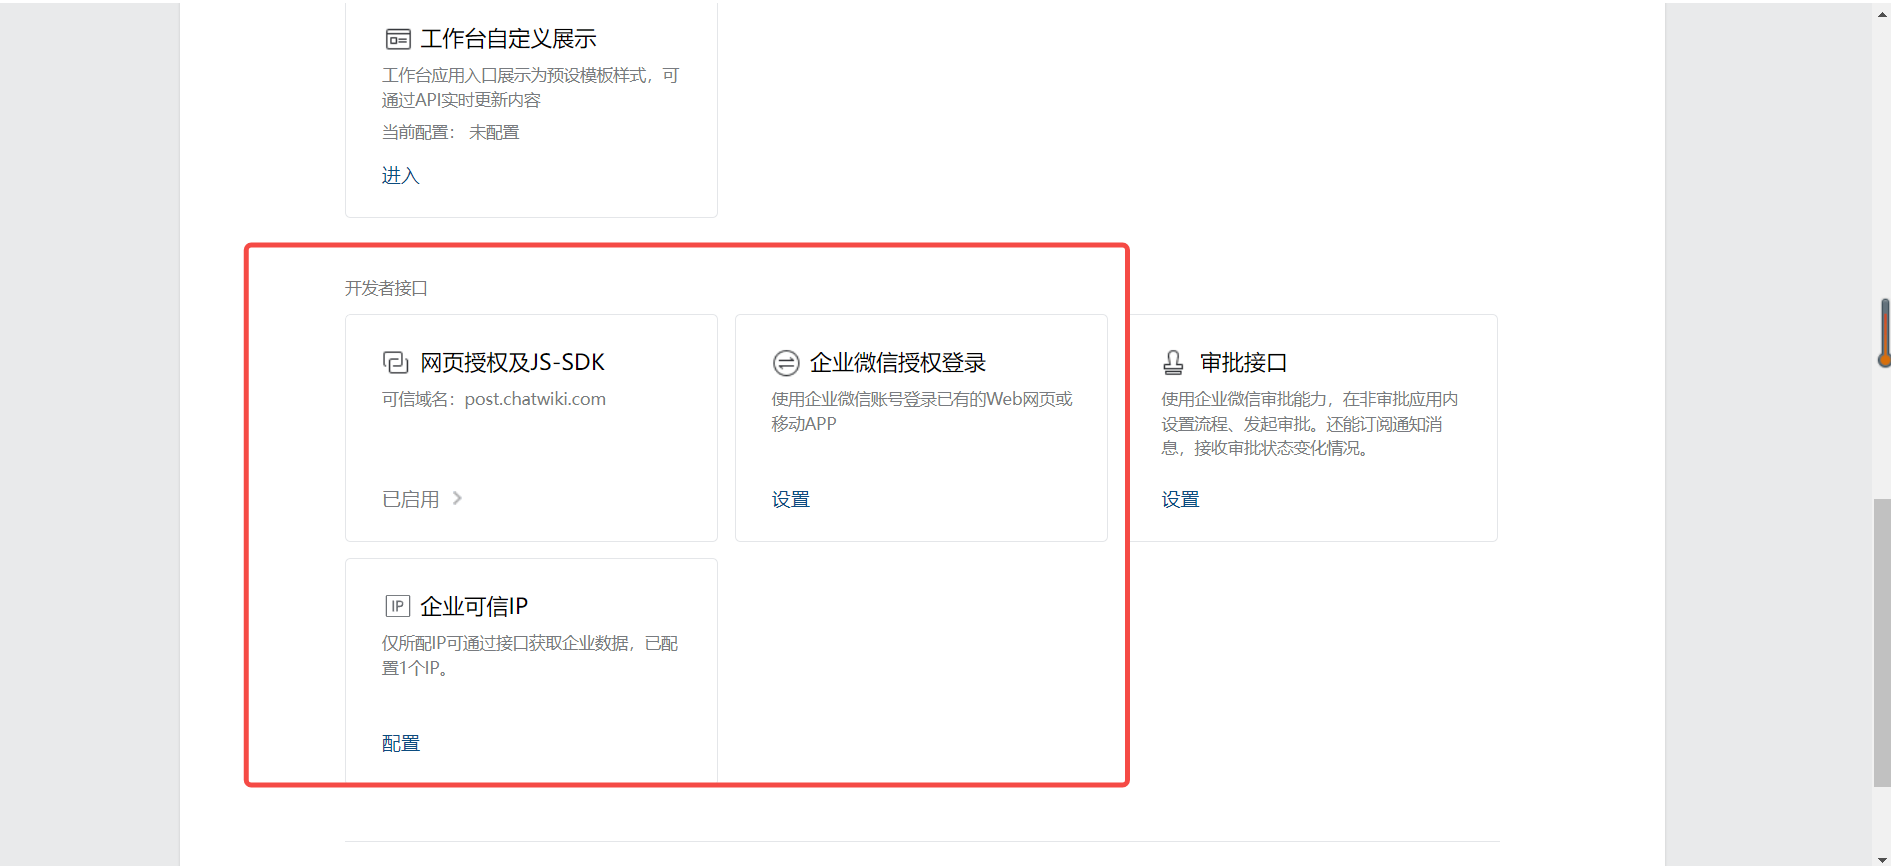 工作台自定义展示
工作台应用入口展示为预设模板样式，可
通过API实时更新内容
当前配置： 未配置
进入
开发者接口
网页授权及JS-SDK
可信域名：post.chatwiki.com
已启用
企业微信授权登录
使用企业微信账号登录已有的Web网页或
移动APP
设置
审批接口
使用企业微信审批能力，在非审批应用内
设置流程、发起审批。还能订阅通知消
息，接收审批状态变化情况。
设置
IP 企业可信IP
仅所配IP可通过接口获取企业数据，已配
置1个IP。
配置